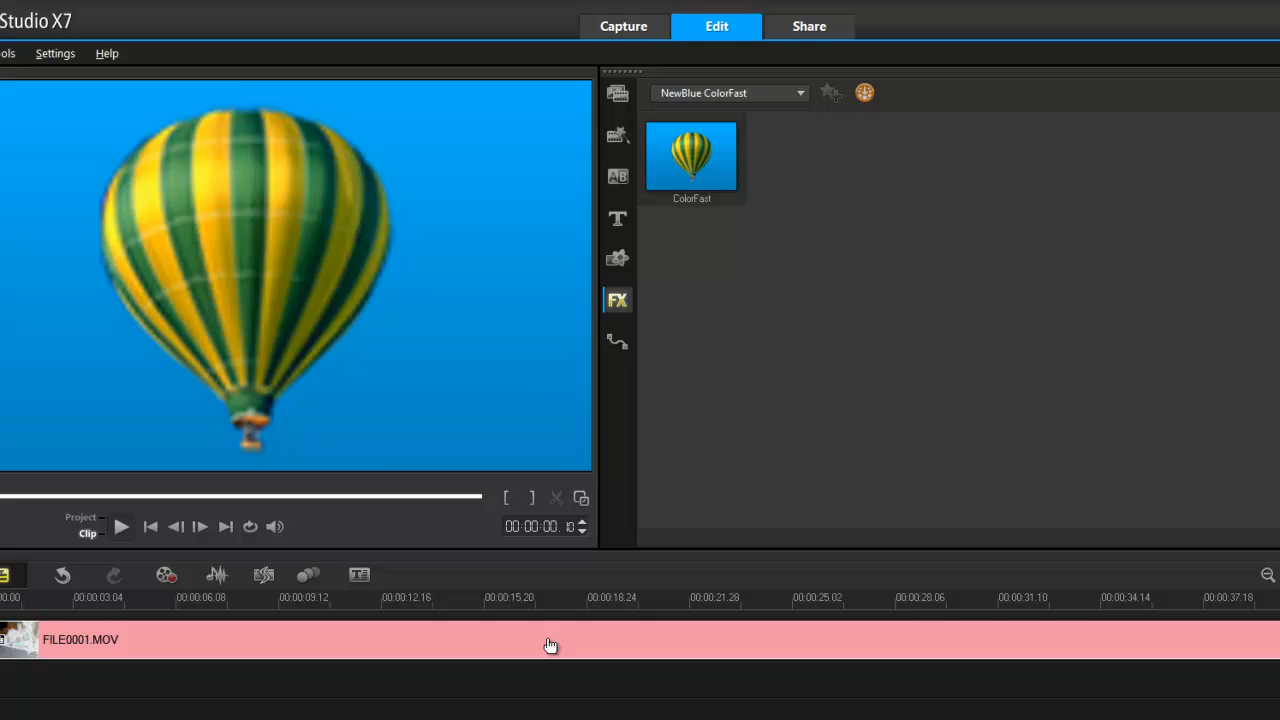 Studio X7
Capture
Edit
Share
ols
Settings
Help
NewBlue ColorFast
AB
T
ColorFast
FX
[ ]
Project
Clip
00:00:00. 10
00.00
00:00:03.04
00:00:06.08
00:00:09.12
00:00:12.16
00:00:15.20
00:00:18.24
00:00:21.28
00:00:25.02
00:00:28.06
00:00:31.10
00:00:34.14
00:00:37.18
FILE0001.MOV